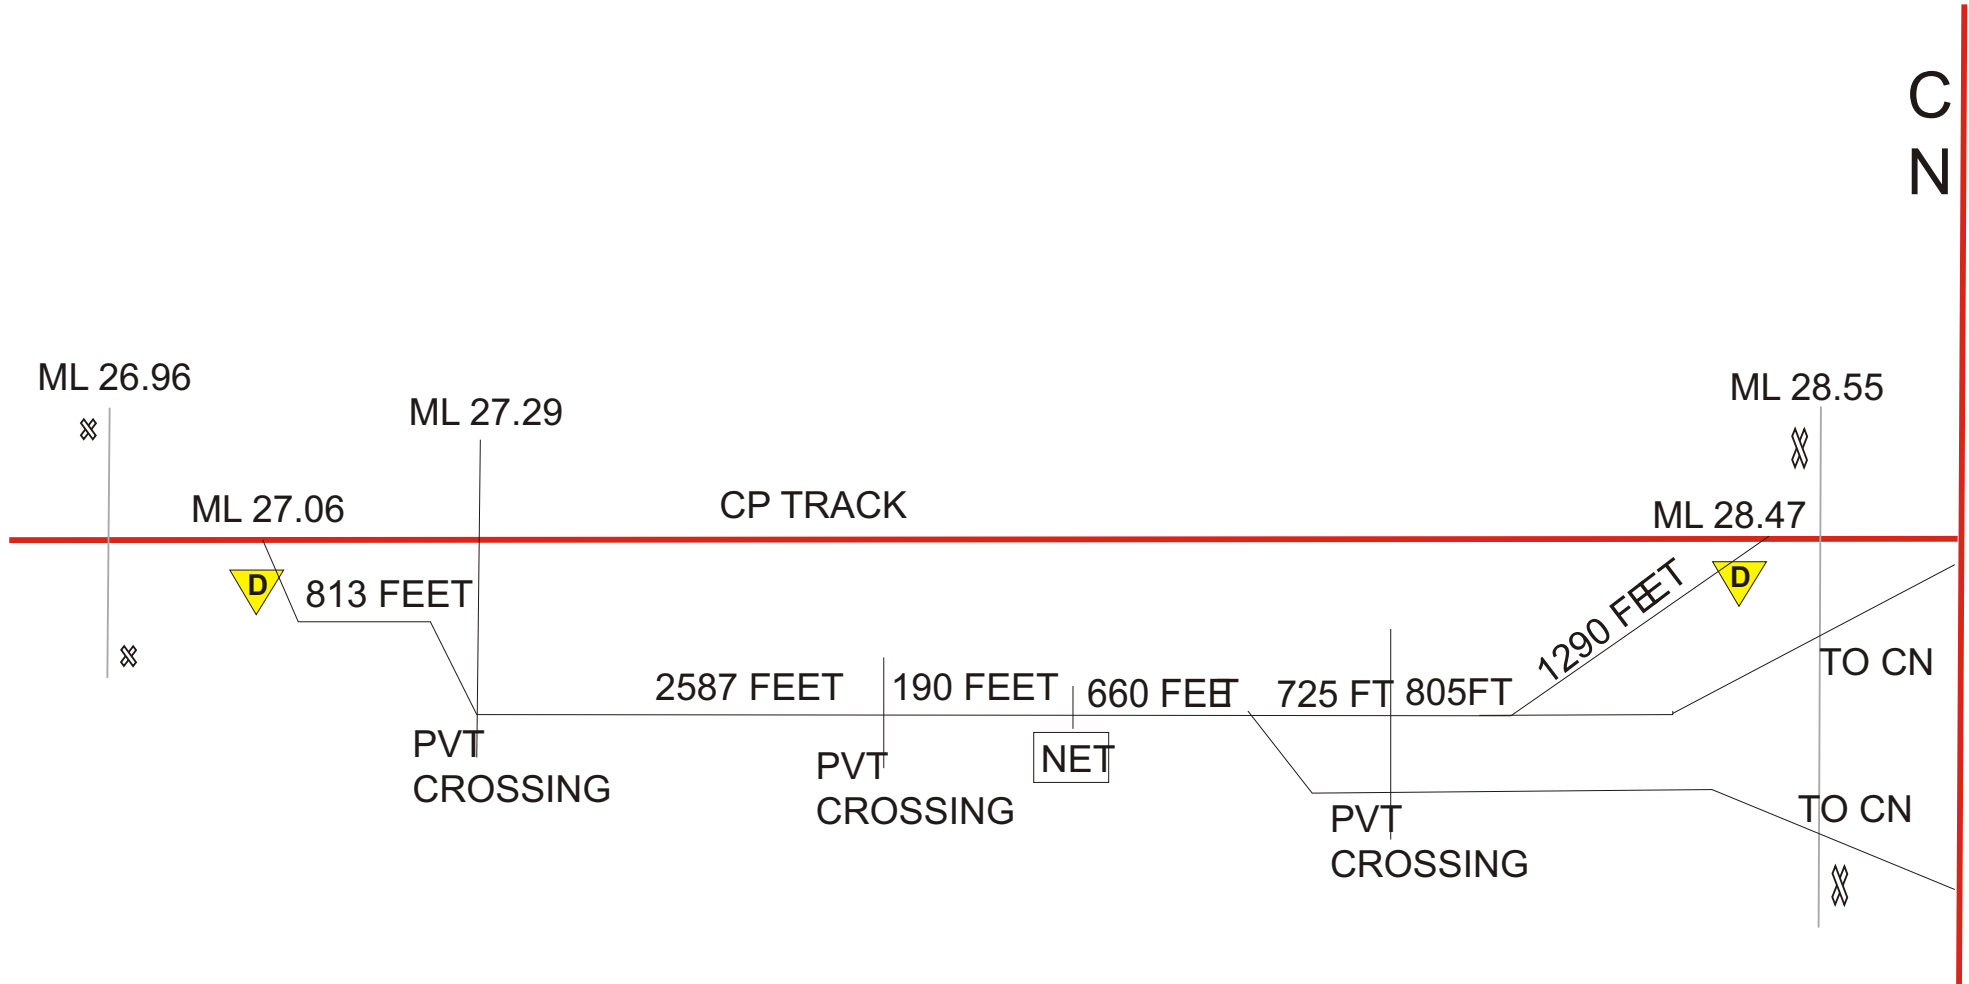 C
N
ML 26.96
ML 28.55
ML 27.29
CP TRACK
ML 27.06
ML 28.47
D
D
813 FEET
1290 FEET
TO CN
2587 FEET
190 FEET
660 FEET
725 FT
805FT
PVT
CROSSING
PVT
CROSSING
NET
PVT
CROSSING
TO CN